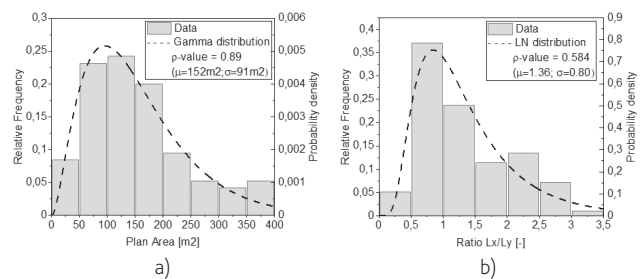 0,3
0,25
0,2
0,15
0,1
0,05
0
Relative Frequency
0,006
0,005
0,004
0,003
0,002
0,001
0,000
Probability density
Data
Gamma distribution
ρ-value = 0.89
(μ=152m2;σ=91m2)
0 50 100 150 200 250 300 350 400
Plan Area [m2]
a)
0,4
0,35
0,3
0,25
0,2
0,15
0,1
0,05
0
Relative Frequency
0,9
0,8
0,7
0,6
0,5
0,4
0,3
0,2
0,1
0
Probability density
Data
LN distribution
ρ-value = 0.584
(μ=1.36; σ=0.80)
0 0,5 1 1,5 2 2,5 3 3,5
Ratio Lx/Ly [-]
b)